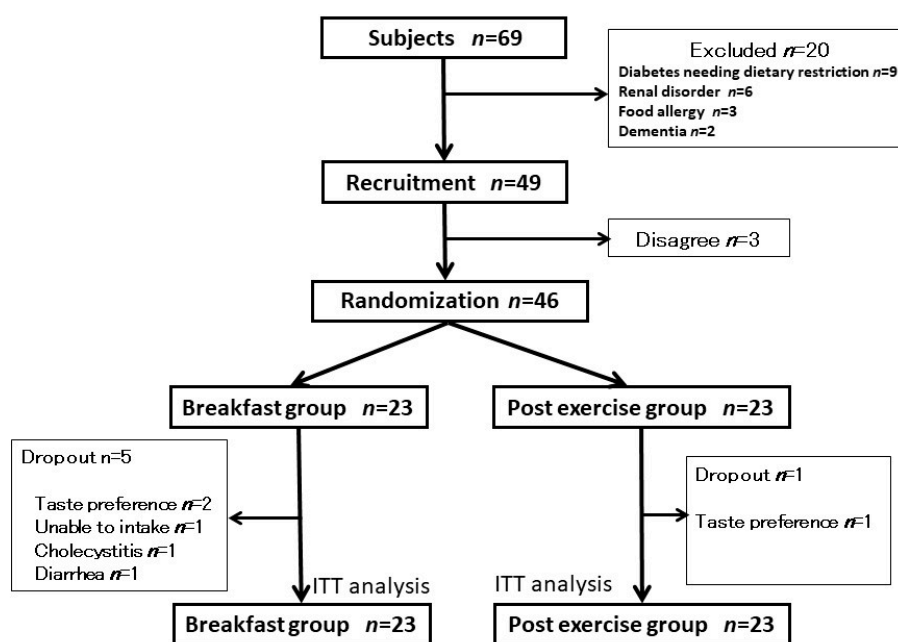 Subjects n=69
Excluded n=20
Diabetes needing dietary restriction n=9
Renal disorder n=6
Food allergy n=3
Dementia n=2
Recruitment n=49
Disagree n=3
Randomization n=46
Breakfast group n=23
Post exercise group n=23
Dropout n=5
Taste preference n=2
Unable to intake n=1
Cholecystitis n=1
Diarrhea n=1
Dropout n=1
Taste preference n=1
ITT analysis
ITT analysis
Breakfast group n=23
Post exercise group n=23